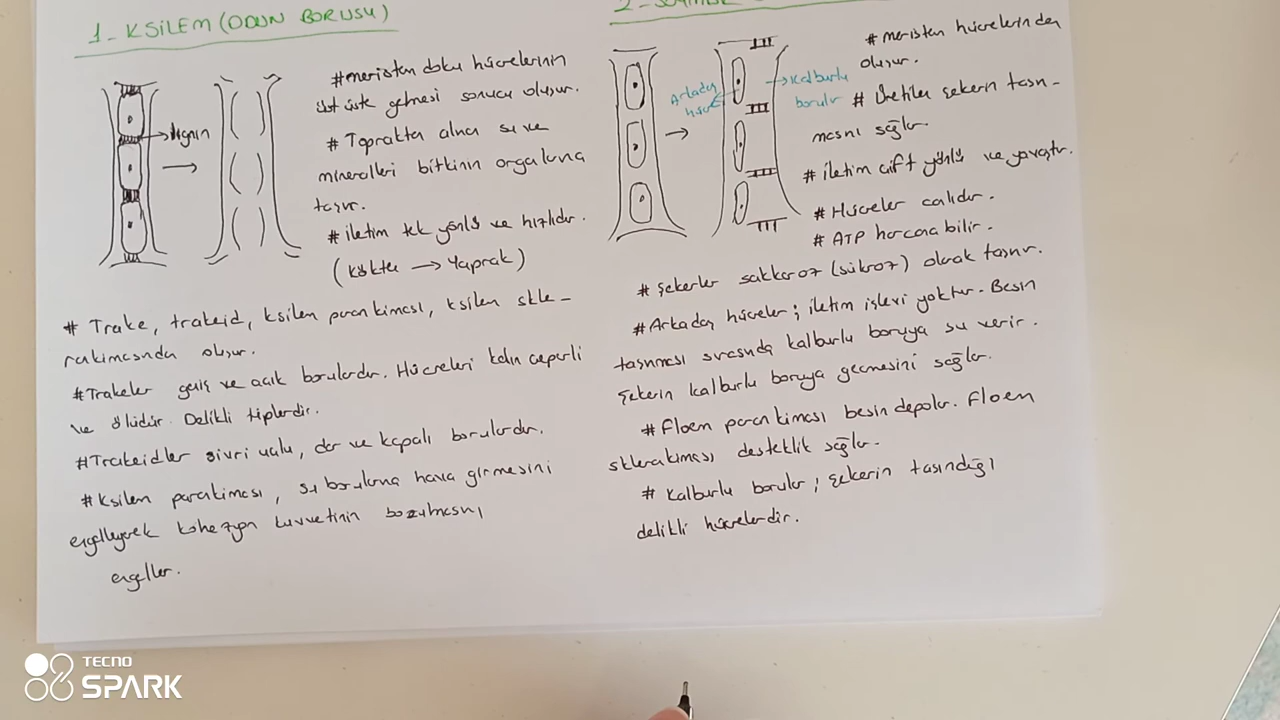 1_ KSİLEM (ODUN BORUSU)
#meristem doku hücrelerinin
üst üste gelmesi sonucu oluşur.
# Topraktan alınan su ve
mineralleri bitkinin organlarına
taşır.
# iletim tek yönlü ve hızlıdır.
(Kökten → Yaprak)
lignin
# Trake, trakeid, ksilem parankiması, ksilem skle-
rankimasından oluşur.
#Trakeler geniş ve açık borulardır. Hücreleri kalın çeperli
ve ölüdür. Delikli tiplerdir.
#Trakeidler sivri uçlu, dar ve kapalı borulardır.
#Ksilem parankiması, su borularına hava girmesini
engelleyerek kohezyon kuvvetinin bozulmasını
engeller.
2-
# meristem hücrelerinden
oluşur.
Arkadaş
hücre
Kalburlu
borular
# Üretilen şekerin taşın-
masını sağlar.
# iletim çift yönlü ve yavaştır.
# Hücreler canlıdır.
# ATP harcanabilir.
# Şekerler sakkaroz (sükroz) olarak taşınır.
#Arkadaş hücreler; iletim işlevi yoktur. Besin
taşınması sırasında kalburlu boruya su verir.
Şekerin kalburlu boruya geçmesini sağlar.
#Floem parankiması besin depolar. Floem
sklerankiması desteklik sağlar.
# Kalburlu borular; şekerin taşındığı
delikli hücrelerdir.
TECNO
SPARK